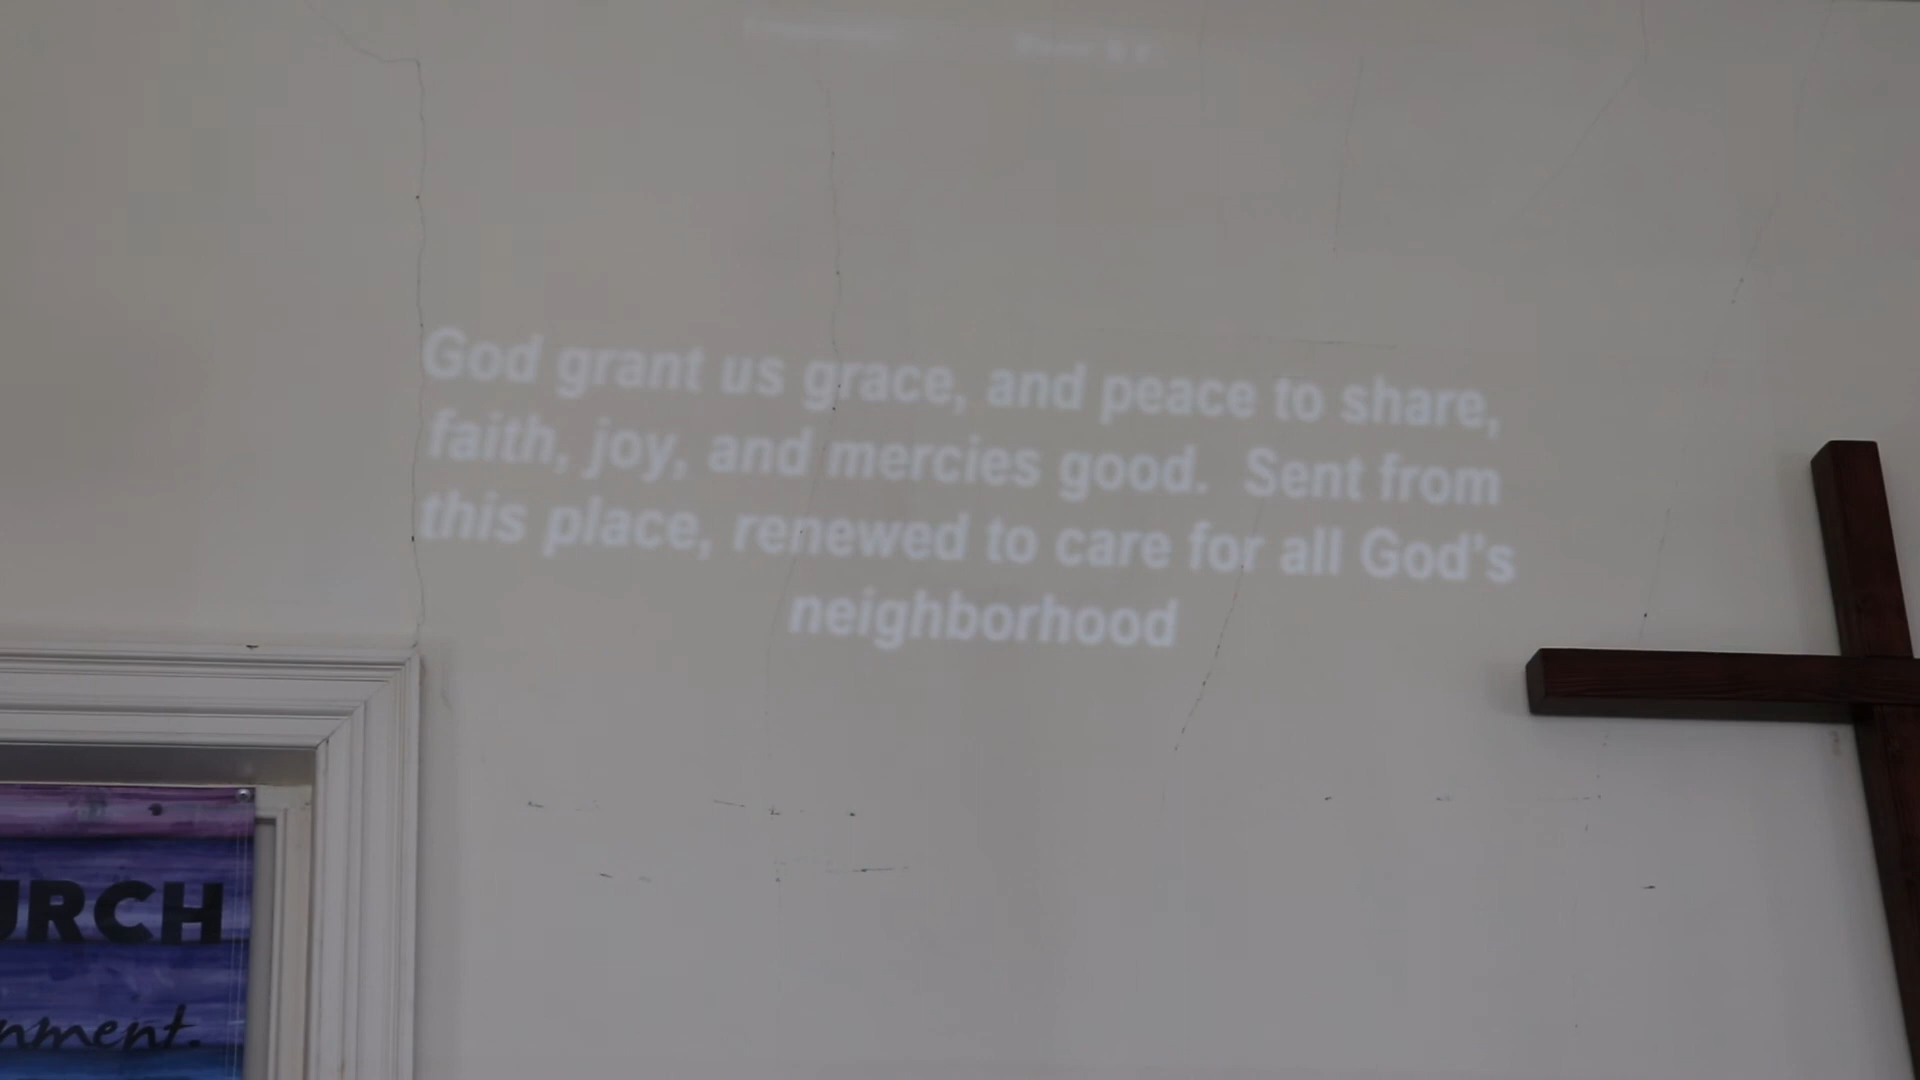 God grant us grace, and peace to share,
faith, joy, and mercies good. Sent from
this place, renewed to care for all God's
neighborhood
URCH
nment.